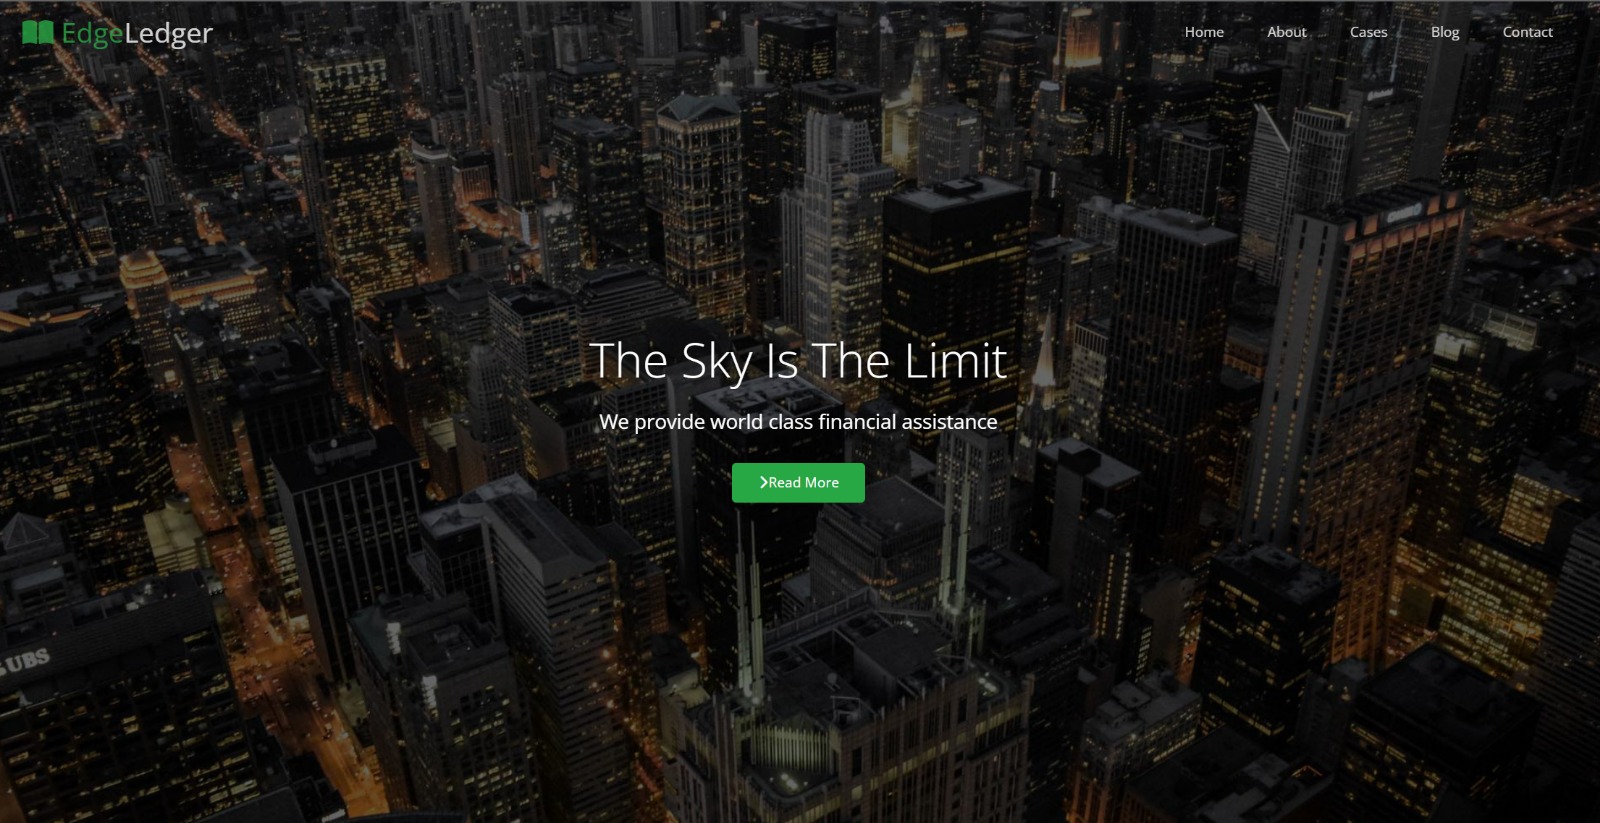 EdgeLedger
Home About Cases Blog Contact
The Sky Is The Limit
We provide world class financial assistance
Read More
UBS